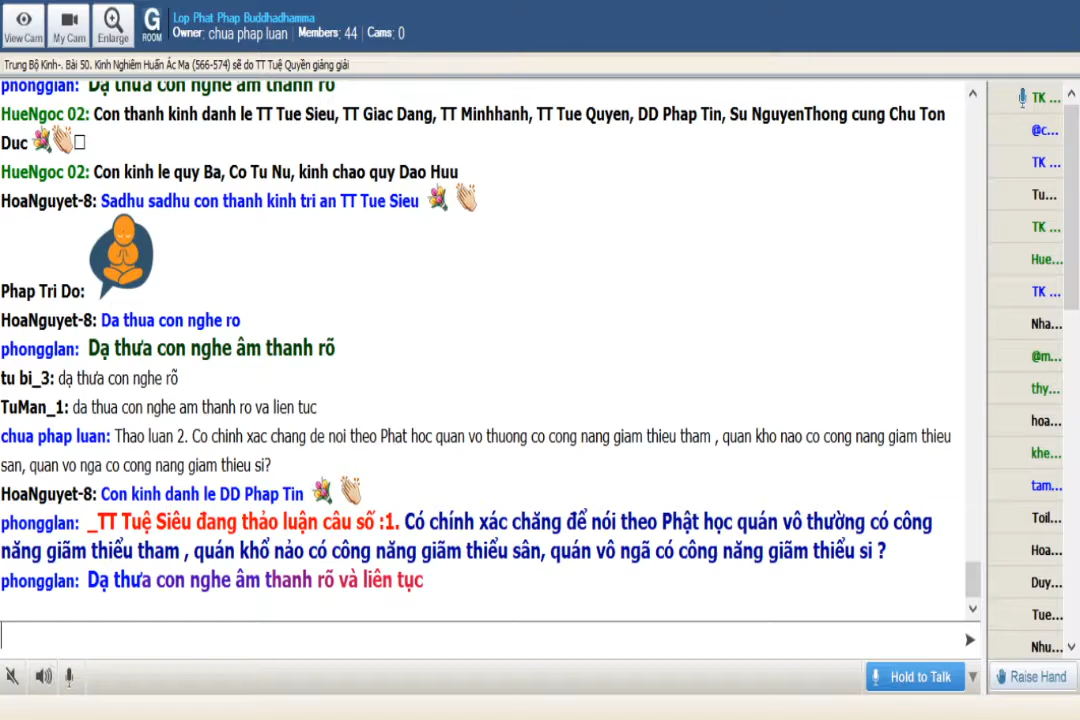 Lop Phat Phap Buddhadhamma
Owner: chua phap luan | Members: 44 | Cams: 0
View Cam My Cam Enlarge G ROOM
Trung Bộ Kinh-. Bài 50. Kinh Nghiêm Huấn Ác Ma (566-574) sẽ do TT Tuệ Quyền giảng giải
phongglan: Dạ thưa con nghe âm thanh rõ
HueNgoc 02: Con thanh kinh danh le TT Tue Sieu, TT Giac Dang, TT Minhhanh, TT Tue Quyen, DD Phap Tin, Su NguyenThong cung Chu Ton
Duc
HueNgoc 02: Con kinh le quy Ba, Co Tu Nu, kinh chao quy Dao Huu
HoaNguyet-8: Sadhu sadhu con thanh kinh tri an TT Tue Sieu
Phap Tri Do:
HoaNguyet-8: Da thua con nghe ro
phongglan: Dạ thưa con nghe âm thanh rõ
tu bi_3: dạ thưa con nghe rõ
TuMan_1: da thua con nghe am thanh ro va lien tuc
chua phap luan: Thao luan 2. Co chinh xac chang de noi theo Phat hoc quan vo thuong co cong nang giam thieu tham , quan kho nao co cong nang giam thieu
san, quan vo nga co cong nang giam thieu si?
HoaNguyet-8: Con kinh danh le DD Phap Tin
phongglan: _TT Tuệ Siêu đang thảo luận câu số :1. Có chính xác chăng để nói theo Phật học quán vô thường có công
năng giãm thiểu tham , quán khổ nảo có công năng giãm thiểu sân, quán vô ngã có công năng giãm thiểu si ?
phongglan: Dạ thưa con nghe âm thanh rõ và liên tục
TK ...
@c...
TK ...
Tu...
TK ...
Hue...
TK ...
Nha...
@m...
thy...
hoa...
khe...
tam...
Toil...
Hoa...
Duy...
Tue...
Nhu...
Hold to Talk
Raise Hand